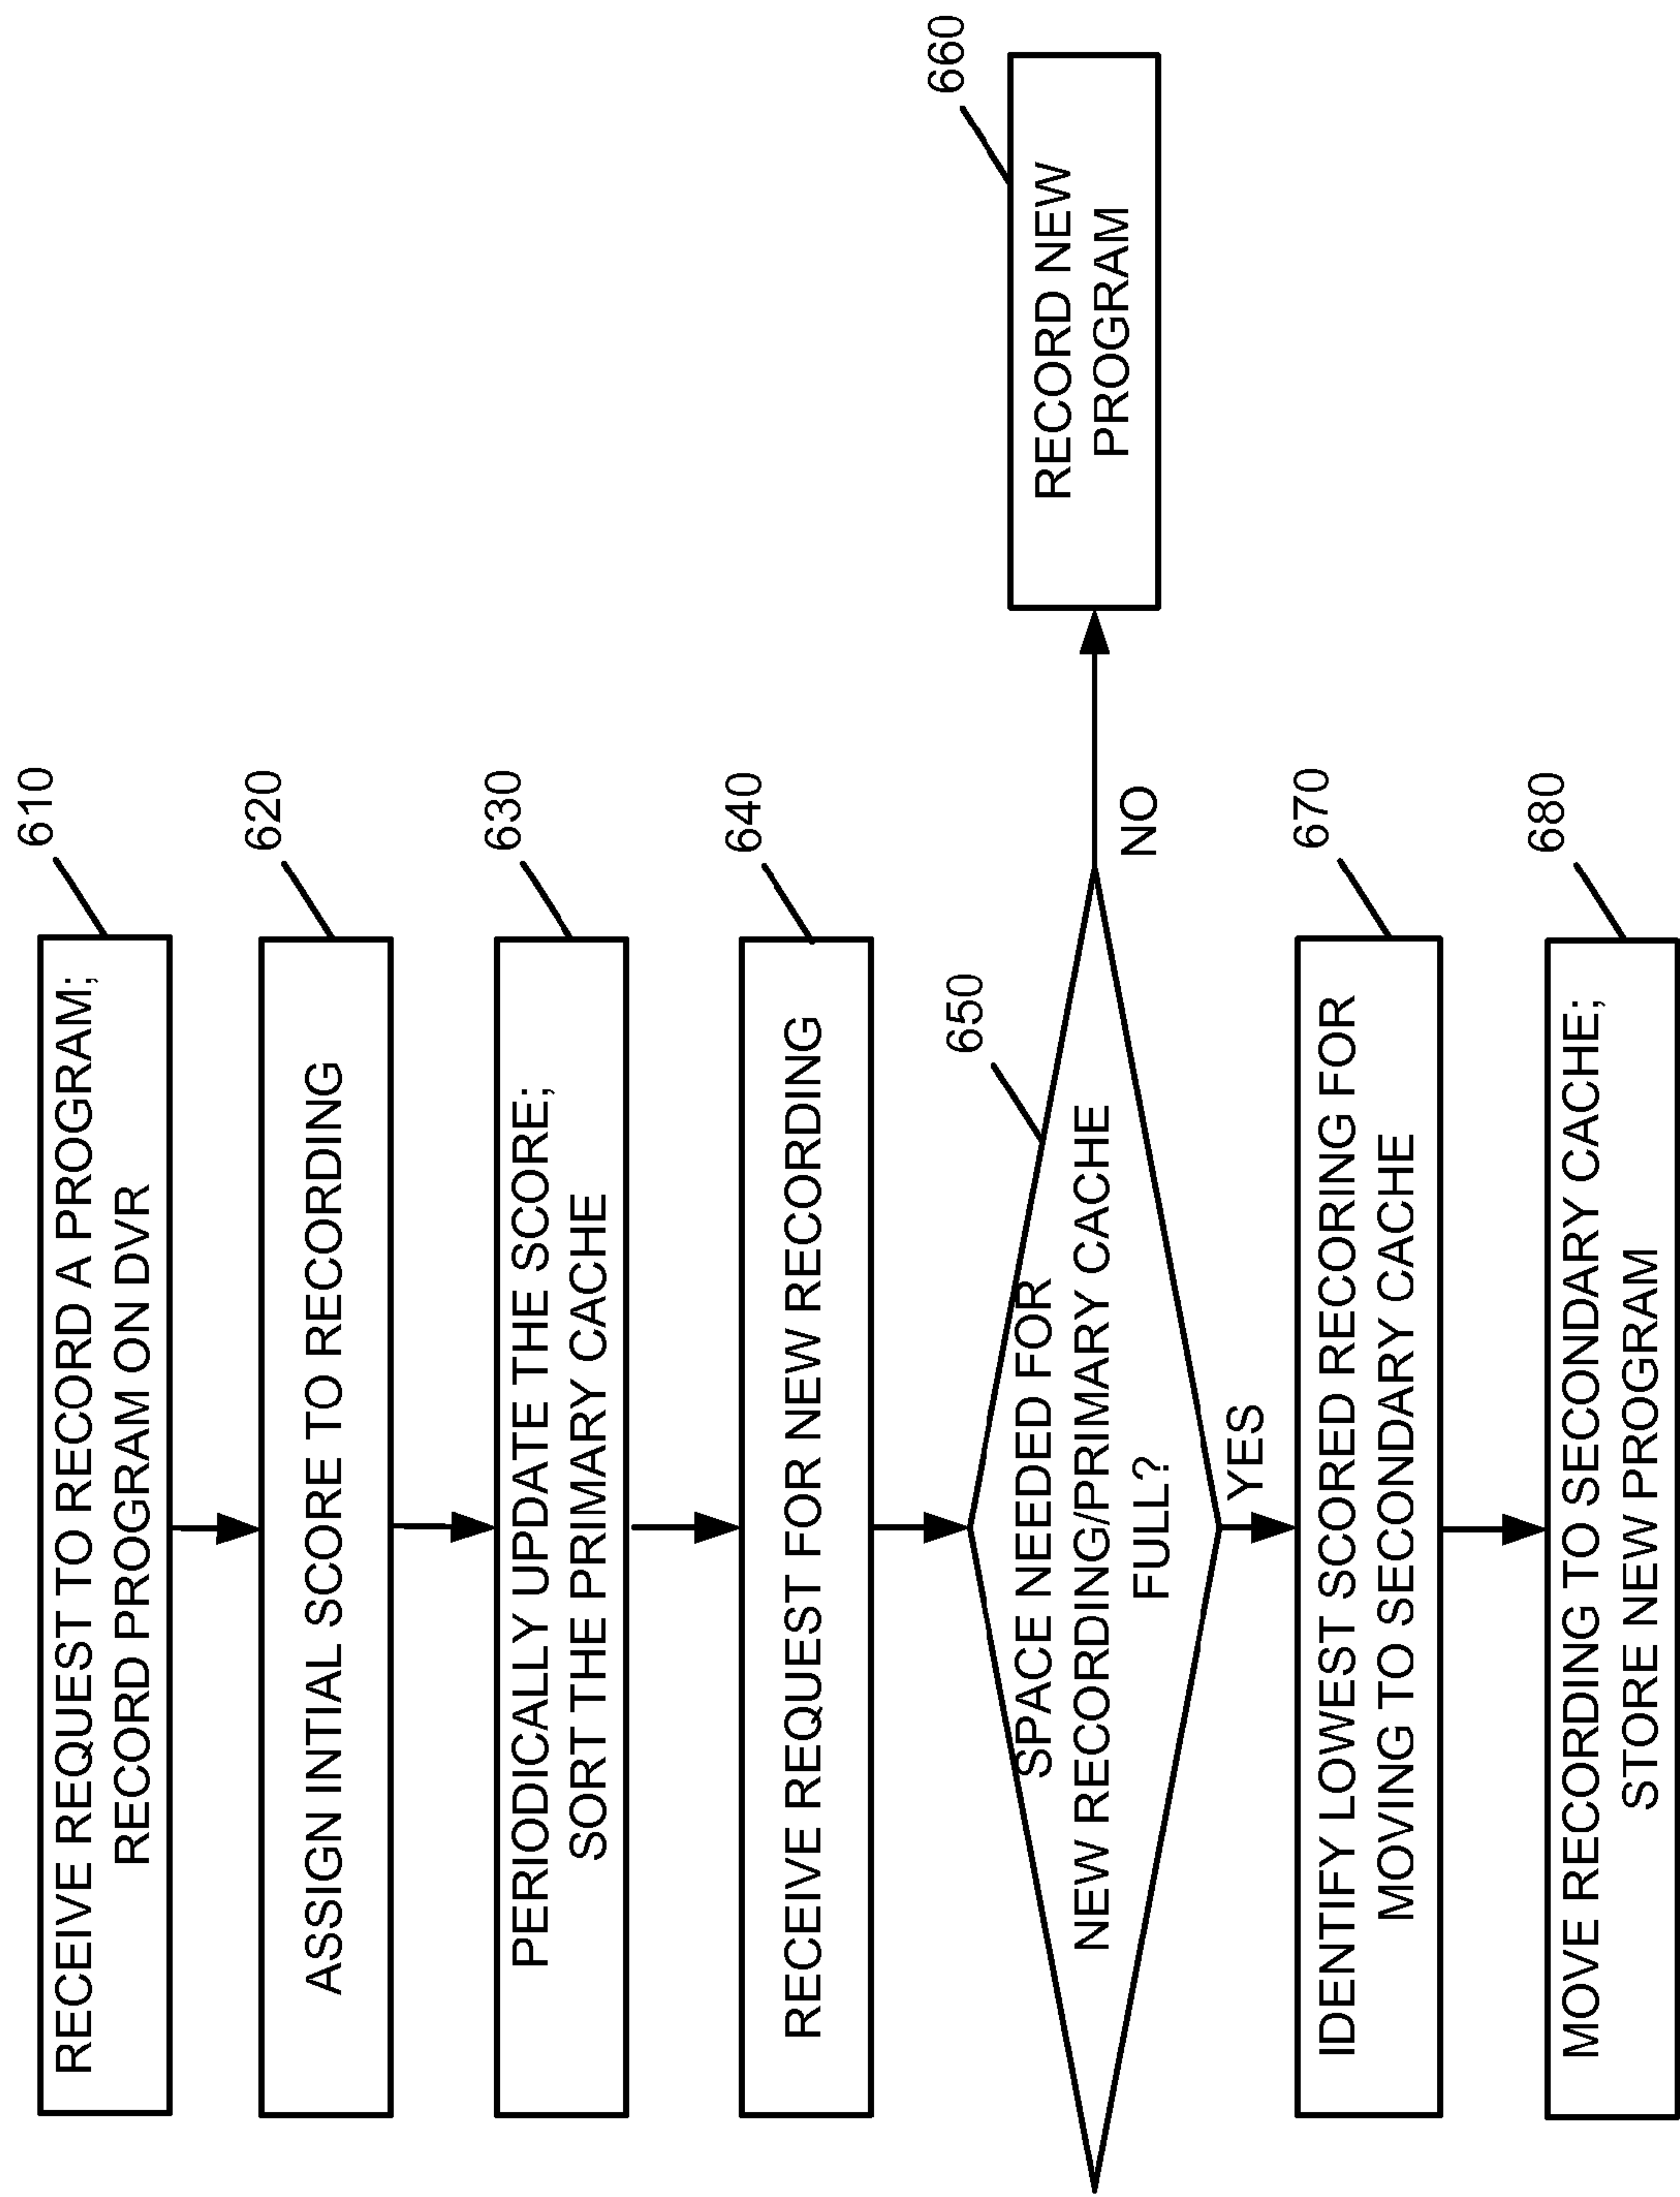 610
RECEIVE REQUEST TO RECORD A PROGRAM;
RECORD PROGRAM ON DVR
620
ASSIGN INTIAL SCORE TO RECORDING
630
PERIODICALLY UPDATE THE SCORE;
SORT THE PRIMARY CACHE
640
RECEIVE REQUEST FOR NEW RECORDING
650
SPACE NEEDED FOR
NEW RECORDING/PRIMARY CACHE
FULL?
NO
660
RECORD NEW
PROGRAM
YES
670
IDENTIFY LOWEST SCORED RECORING FOR
MOVING TO SECONDARY CACHE
680
MOVE RECORDING TO SECONDARY CACHE;
STORE NEW PROGRAM